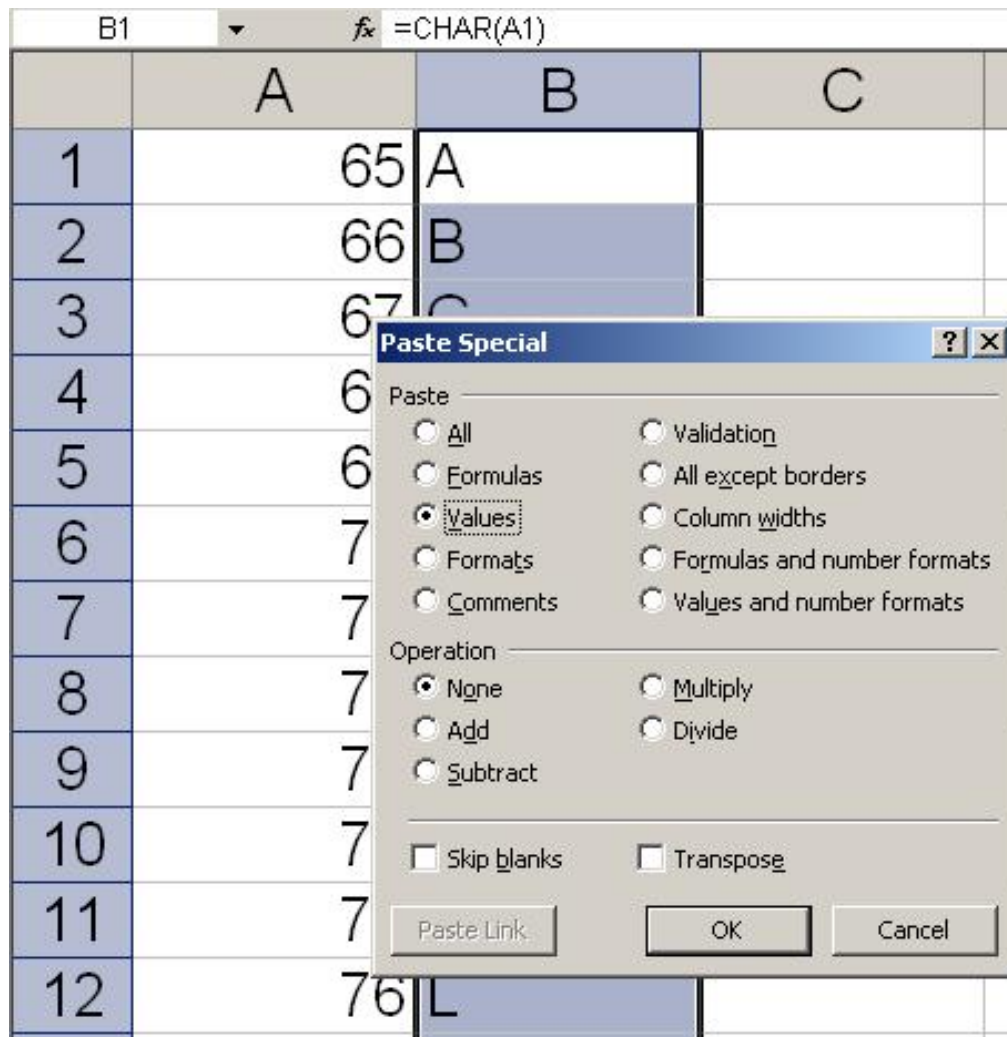 B1 fx =CHAR(A1)
A B C
1 65 A
2 66 B
3 67
Paste Special
4 6 Paste
All Validation
5 6 Formulas All except borders
Values Column widths
6 7 Formats Formulas and number formats
7 7 Comments Values and number formats
Operation
8 7 None Multiply
Add Divide
9 7 Subtract
10 7 Skip blanks Transpose
11 7 Paste Link OK Cancel
12 76 L